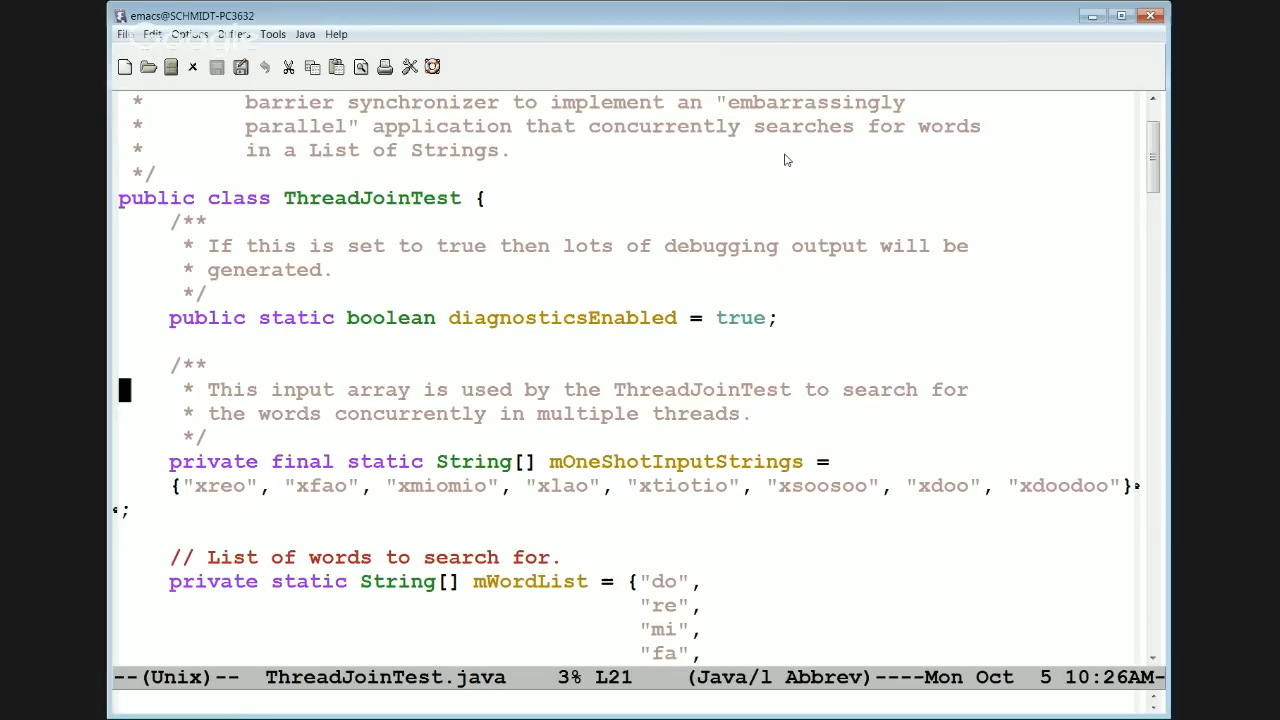 emacs@SCHMIDT-PC3632
File Edit Options Buffers Tools Java Help
Google
*        barrier synchronizer to implement an "embarrassingly
*        parallel" application that concurrently searches for words
*        in a List of Strings.
*/
public class ThreadJoinTest {
/**
* If this is set to true then lots of debugging output will be
* generated.
*/
public static boolean diagnosticsEnabled = true;
/**
* This input array is used by the ThreadJoinTest to search for
* the words concurrently in multiple threads.
*/
private final static String[] mOneShotInputStrings =
{"xreo", "xfao", "xmiomio", "xlao", "xtiotio", "xsoosoo", "xdoo", "xdoodoo"}
;
// List of words to search for.
private static String[] mWordList = {"do",
"re",
"mi",
"fa",
--(Unix)-- ThreadJoinTest.java 3% L21 (Java/l Abbrev)----Mon Oct 5 10:26AM-